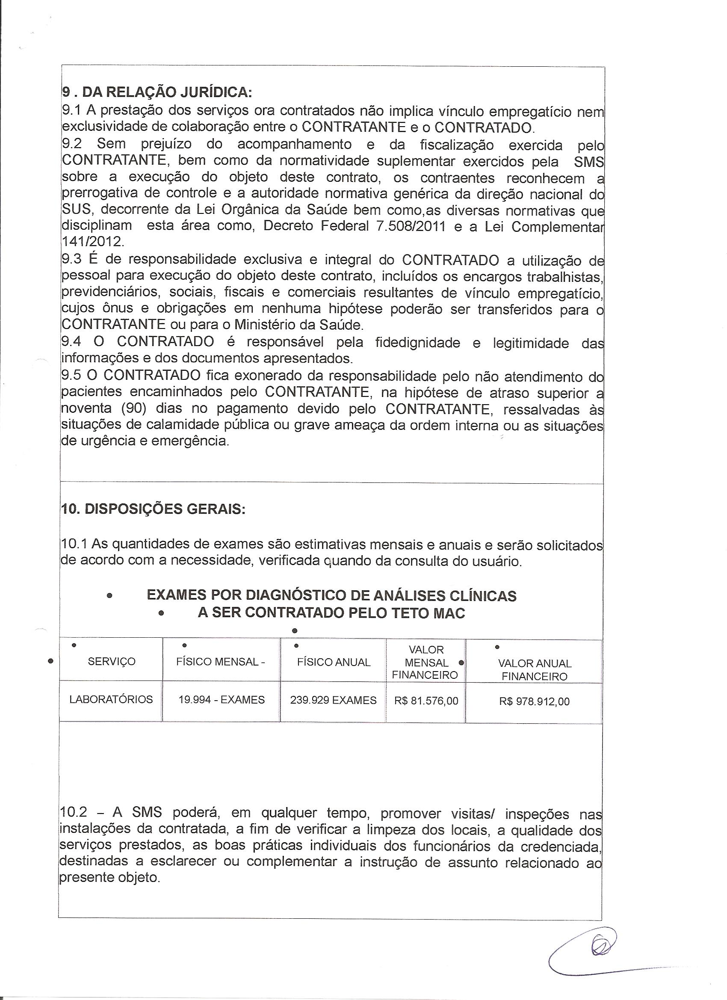 9 . DA RELAÇÃO JURÍDICA:
9.1 A prestação dos serviços ora contratados não implica vínculo empregatício nem
exclusividade de colaboração entre o CONTRATANTE e o CONTRATADO.
9.2 Sem prejuízo do acompanhamento e da fiscalização exercida pelo
CONTRATANTE, bem como da normatividade suplementar exercidos pela SMS
sobre a execução do objeto deste contrato, os contraentes reconhecem a
prerrogativa de controle e a autoridade normativa genérica da direção nacional do
SUS, decorrente da Lei Orgânica da Saúde bem como,as diversas normativas que
disciplinam esta área como, Decreto Federal 7.508/2011 e a Lei Complementar
141/2012.
9.3 É de responsabilidade exclusiva e integral do CONTRATADO a utilização de
pessoal para execução do objeto deste contrato, incluídos os encargos trabalhistas,
previdenciários, sociais, fiscais e comerciais resultantes de vínculo empregatício,
cujos ônus e obrigações em nenhuma hipótese poderão ser transferidos para o
CONTRATANTE ou para o Ministério da Saúde.
9.4 O CONTRATADO é responsável pela fidedignidade e legitimidade das
informações e dos documentos apresentados.
9.5 O CONTRATADO fica exonerado da responsabilidade pelo não atendimento do
pacientes encaminhados pelo CONTRATANTE, na hipótese de atraso superior a
noventa (90) dias no pagamento devido pelo CONTRATANTE, ressalvadas às
situações de calamidade pública ou grave ameaça da ordem interna ou as situações
de urgência e emergência.
10. DISPOSIÇÕES GERAIS:
10.1 As quantidades de exames são estimativas mensais e anuais e serão solicitados
de acordo com a necessidade, verificada quando da consulta do usuário.
• EXAMES POR DIAGNÓSTICO DE ANÁLISES CLÍNICAS
• A SER CONTRATADO PELO TETO MAC
•
• SERVIÇO • FÍSICO MENSAL - • FÍSICO ANUAL VALOR MENSAL FINANCEIRO • VALOR ANUAL FINANCEIRO
LABORATÓRIOS 19.994 - EXAMES 239.929 EXAMES R$ 81.576,00 R$ 978.912,00
10.2 – A SMS poderá, em qualquer tempo, promover visitas/ inspeções nas
instalações da contratada, a fim de verificar a limpeza dos locais, a qualidade dos
serviços prestados, as boas práticas individuais dos funcionários da credenciada,
destinadas a esclarecer ou complementar a instrução de assunto relacionado ao
presente objeto.